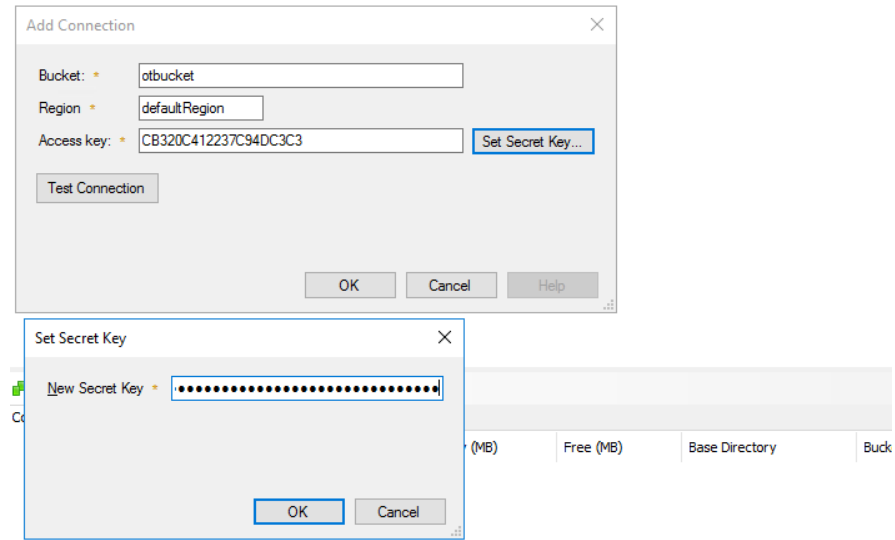 Add Connection
Bucket: * otbucket
Region * defaultRegion
Access key: * CB320C412237C94DC3C3 Set Secret Key...
Test Connection
OK Cancel Help
Set Secret Key
New Secret Key *
(MB) Free (MB) Base Directory
OK Cancel